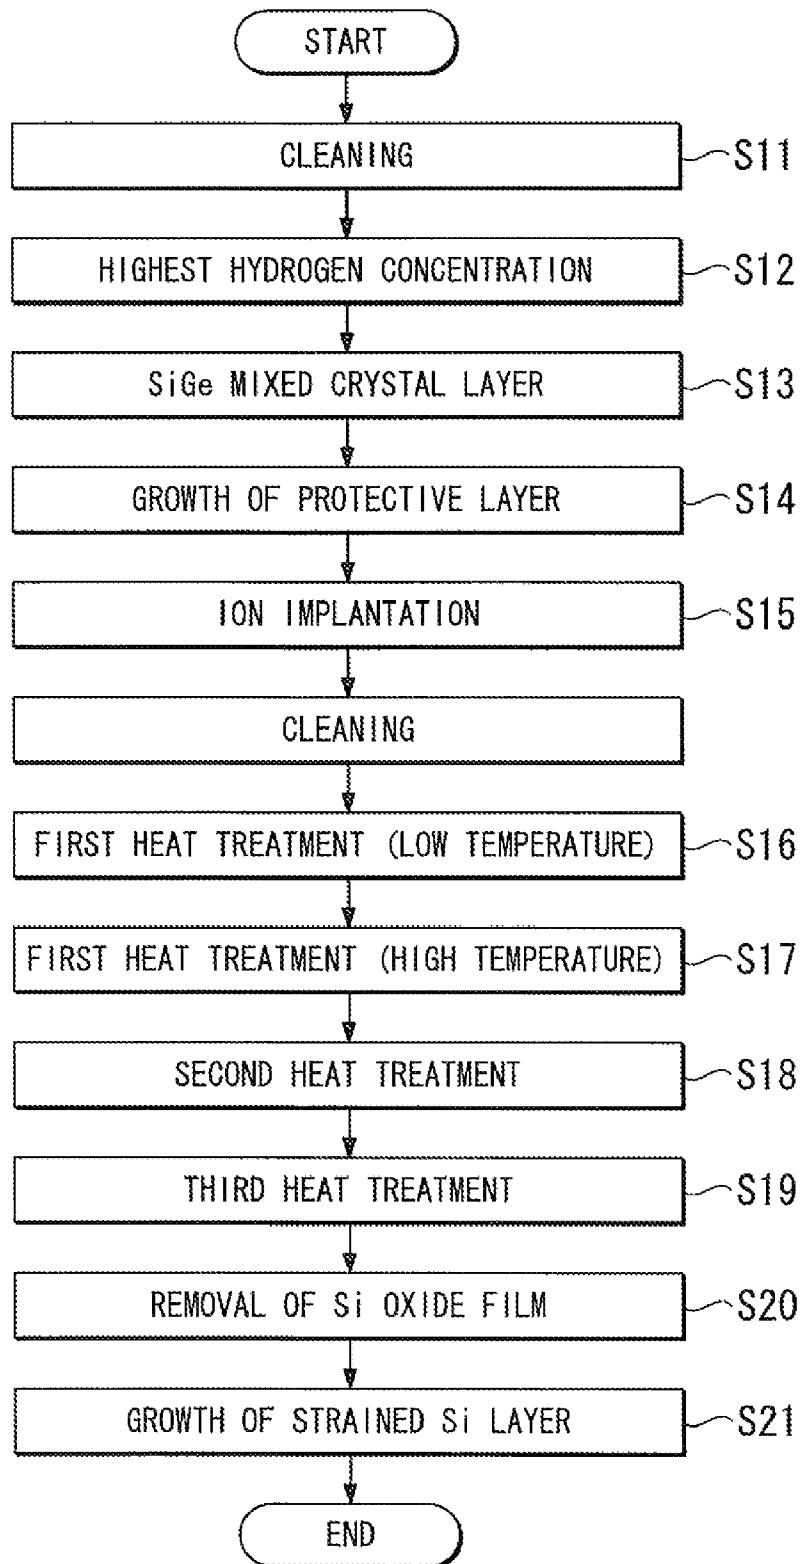 START
CLEANING S11
HIGHEST HYDROGEN CONCENTRATION S12
SiGe MIXED CRYSTAL LAYER S13
GROWTH OF PROTECTIVE LAYER S14
ION IMPLANTATION S15
CLEANING
FIRST HEAT TREATMENT (LOW TEMPERATURE) S16
FIRST HEAT TREATMENT (HIGH TEMPERATURE) S17
SECOND HEAT TREATMENT S18
THIRD HEAT TREATMENT S19
REMOVAL OF Si OXIDE FILM S20
GROWTH OF STRAINED Si LAYER S21
END